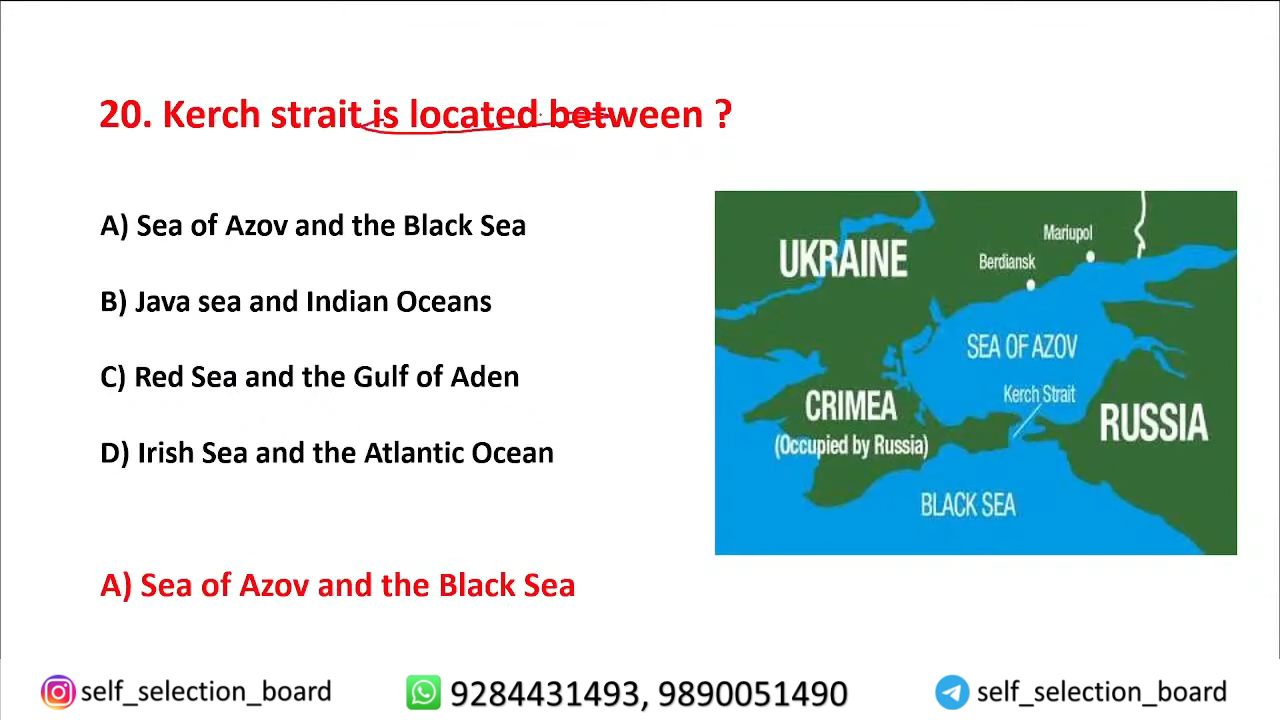 20. Kerch strait is located between ?
A) Sea of Azov and the Black Sea
B) Java sea and Indian Oceans
C) Red Sea and the Gulf of Aden
D) Irish Sea and the Atlantic Ocean
A) Sea of Azov and the Black Sea
UKRAINE
Mariupol
Berdiansk
SEA OF AZOV
Kerch Strait
CRIMEA
(Occupied by Russia)
RUSSIA
BLACK SEA
self_selection_board
9284431493, 9890051490
self_selection_board